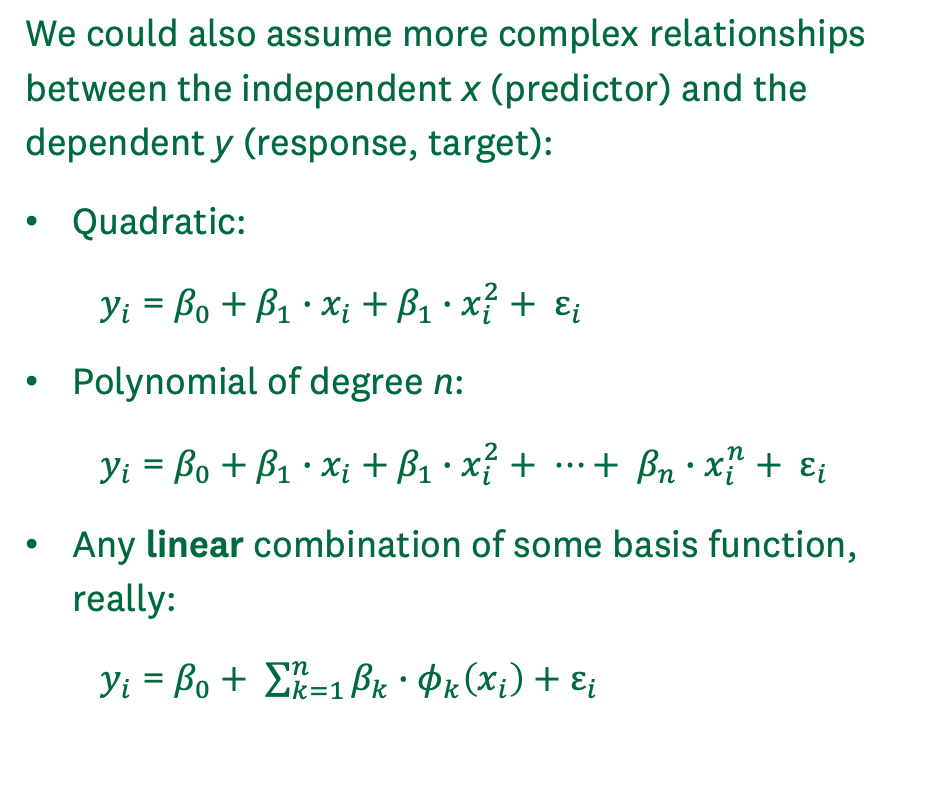 We could also assume more complex relationships
between the independent x (predictor) and the
dependent y (response, target):
• Quadratic:
yᵢ = β₀ + β₁ · xᵢ + β₁ · xᵢ² + εᵢ
• Polynomial of degree n:
yᵢ = β₀ + β₁ · xᵢ + β₁ · xᵢ² + ⋯ + βₙ · xᵢⁿ + εᵢ
• Any linear combination of some basis function,
really:
yᵢ = β₀ + ∑ₖ₌₁ⁿ βₖ · ϕₖ(xᵢ) + εᵢ